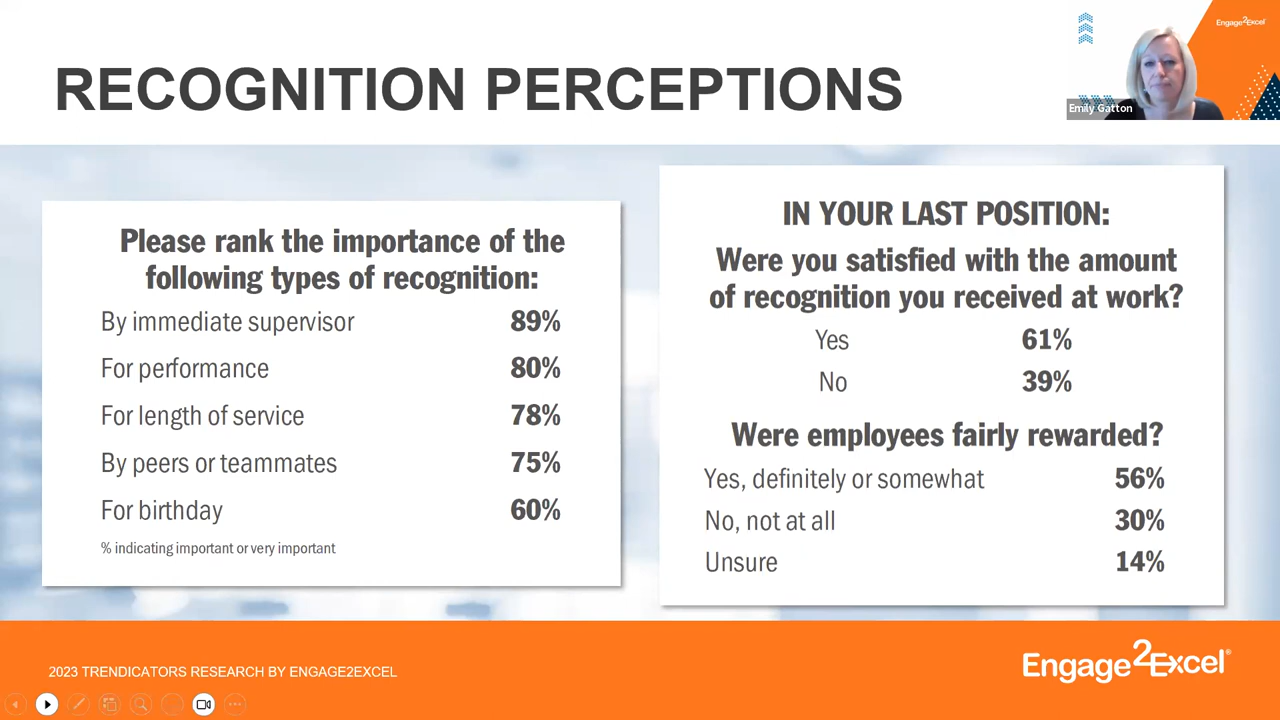 RECOGNITION PERCEPTIONS
Engage2Excel
Emily Gatton
Please rank the importance of the
following types of recognition:
By immediate supervisor 89%
For performance 80%
For length of service 78%
By peers or teammates 75%
For birthday 60%
% indicating important or very important
IN YOUR LAST POSITION:
Were you satisfied with the amount
of recognition you received at work?
Yes 61%
No 39%
Were employees fairly rewarded?
Yes, definitely or somewhat 56%
No, not at all 30%
Unsure 14%
2023 TRENDICATORS RESEARCH BY ENGAGE2EXCEL
Engage2Excel®